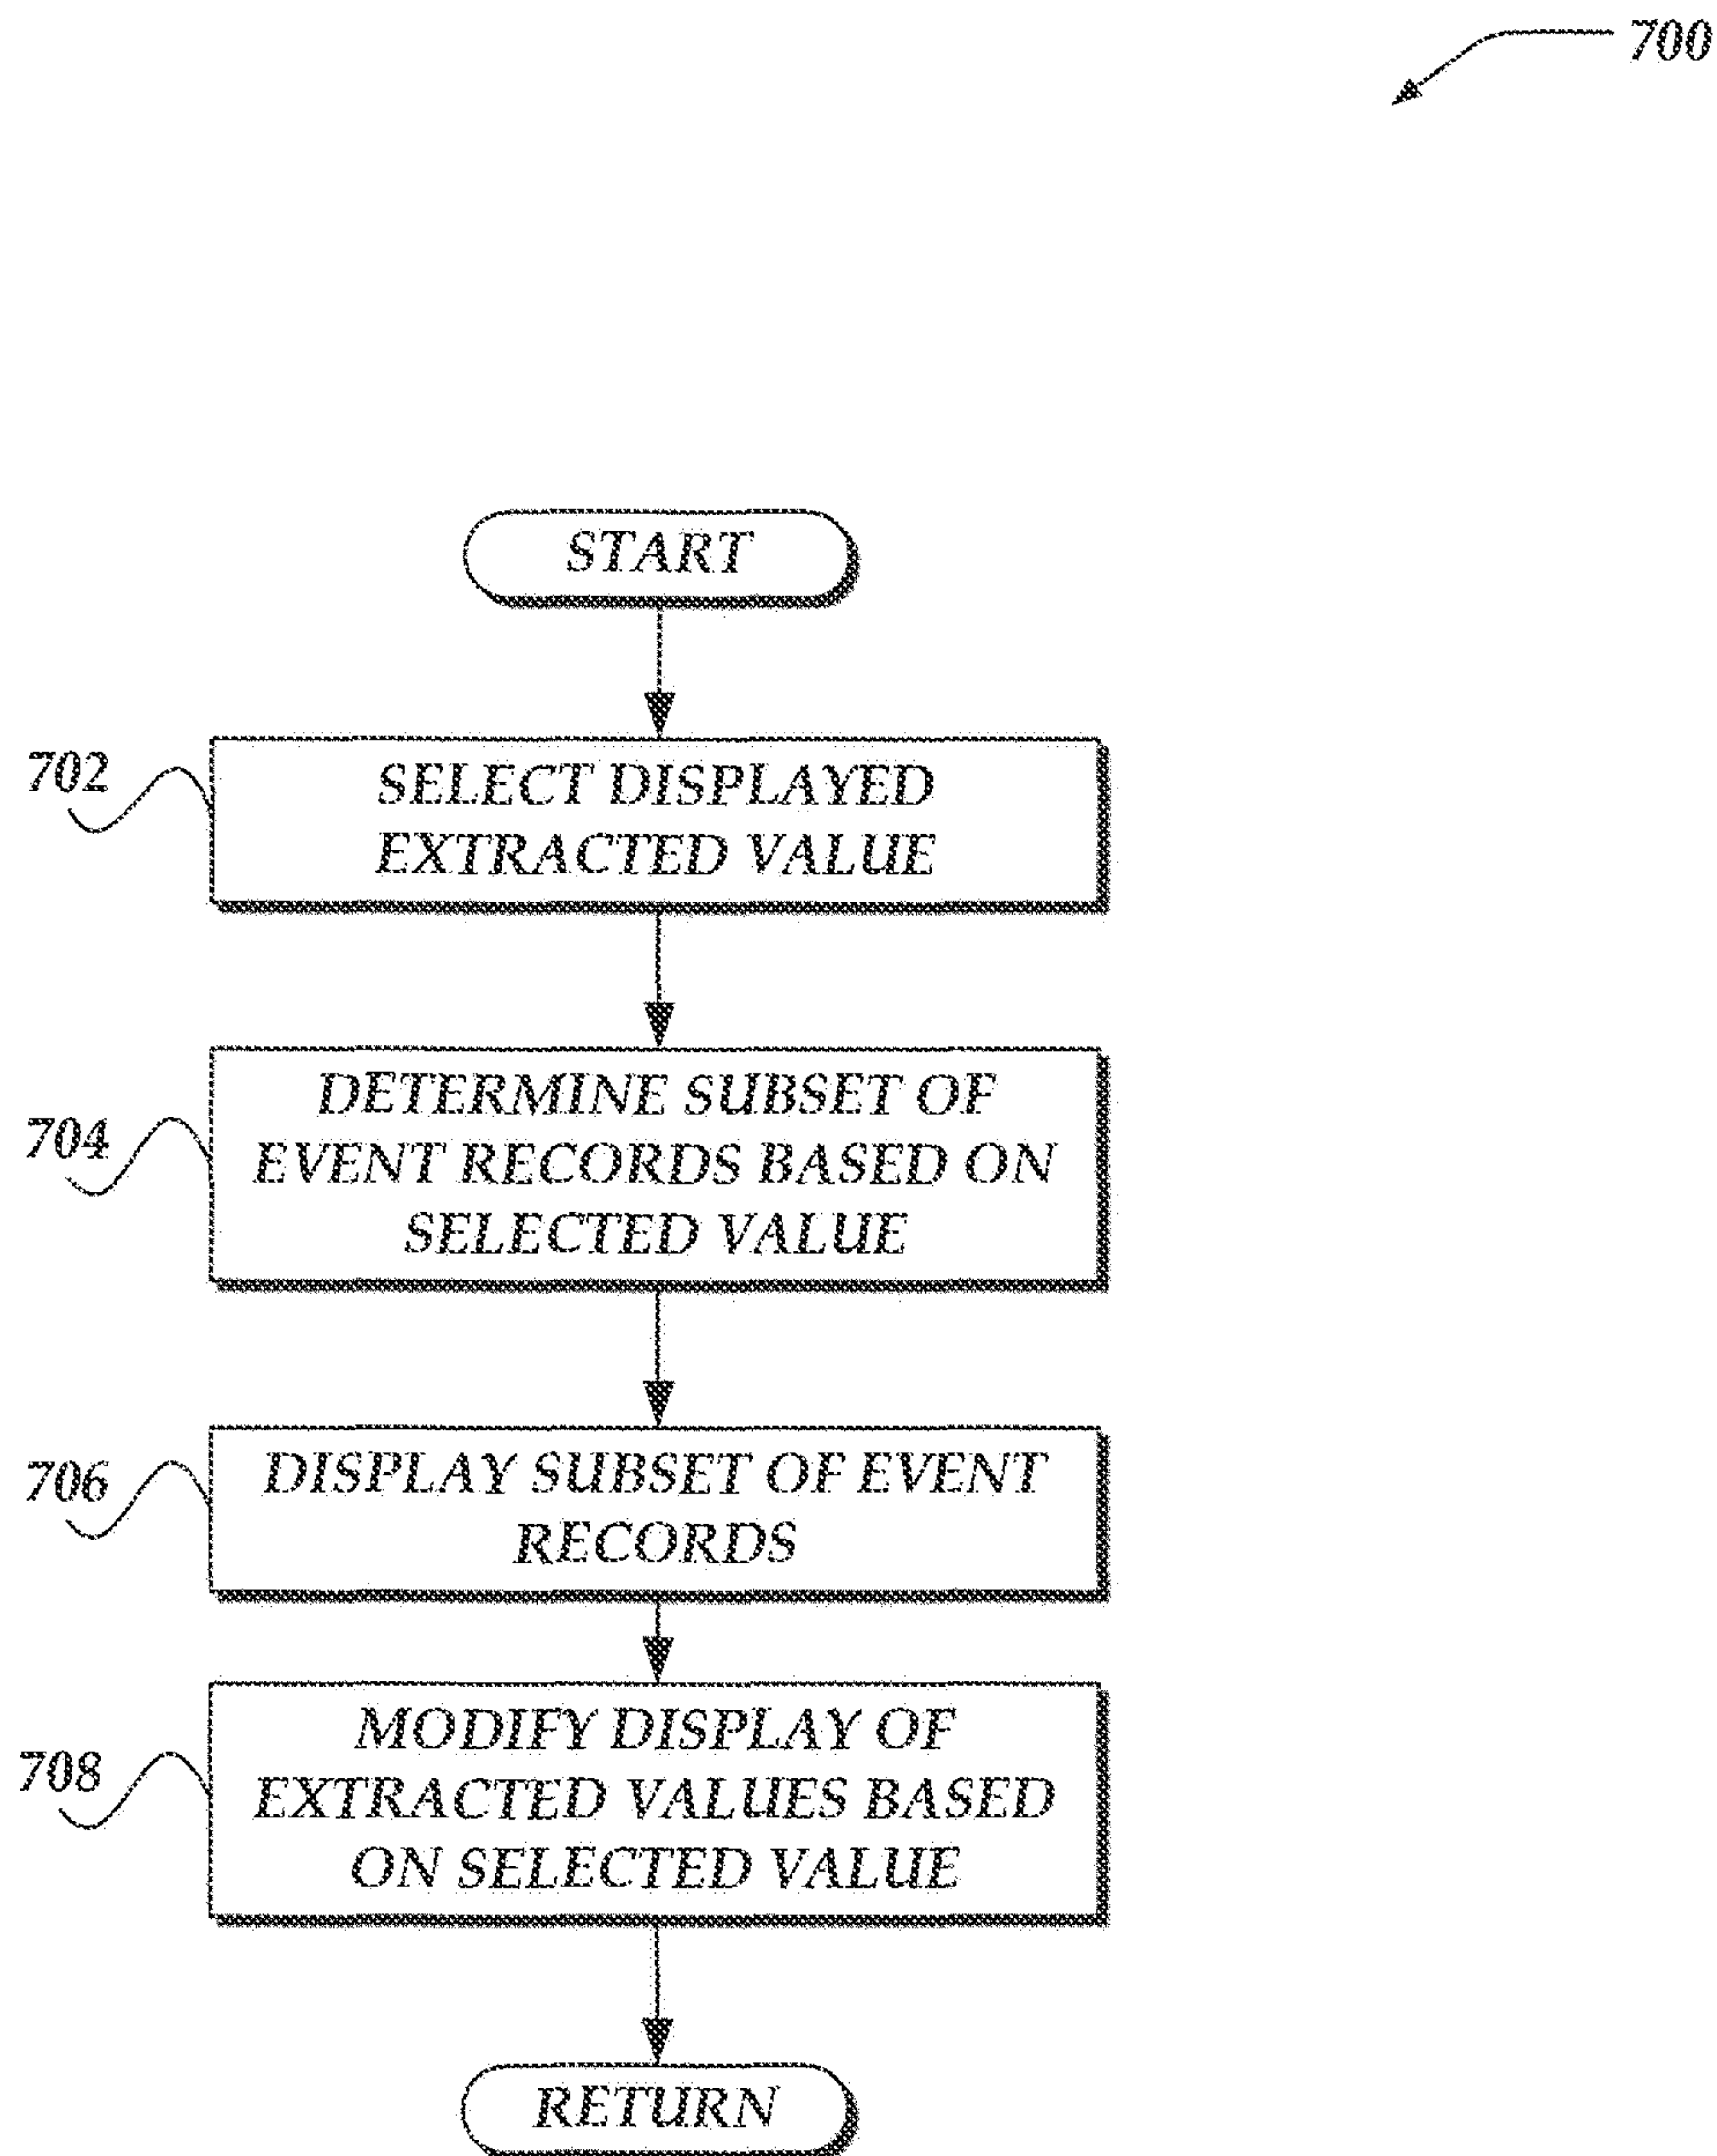 700
START
702
SELECT DISPLAYED
EXTRACTED VALUE
704
DETERMINE SUBSET OF
EVENT RECORDS BASED ON
SELECTED VALUE
706
DISPLAY SUBSET OF EVENT
RECORDS
708
MODIFY DISPLAY OF
EXTRACTED VALUES BASED
ON SELECTED VALUE
RETURN